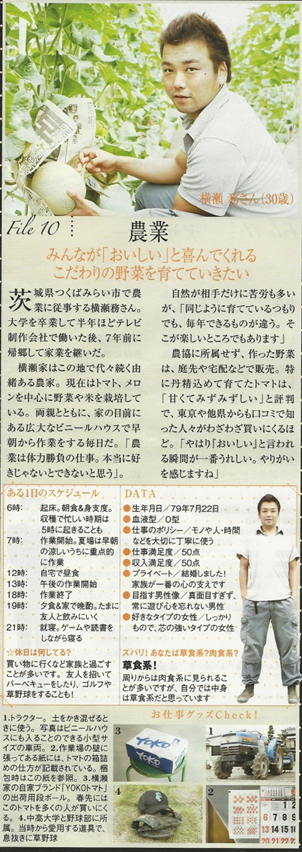 横瀬 務さん(30歳)
File 10
農業
みんなが「おいしい」と喜んでくれる
こだわりの野菜を育てていきたい
茨城県つくばみらい市で農
業に従事する横瀬務さん。
大学を卒業して半年ほどテレビ
制作会社で働いた後、7年前に
帰郷して家業を継いだ。
横瀬家はこの地で代々続く由
緒ある農家。現在はトマト、メロ
ンを中心に野菜や米を栽培して
いる。両親とともに、家の目前に
ある広大なビニールハウスで早
朝から作業をする毎日だ。「農
業は体力勝負の仕事。本当に好
きじゃないとできないと思う」。
自然が相手だけに苦労も多い
が、「同じように育てているつもり
でも、毎年できるものが違う。そ
こが楽しいところでもあります」
農協に所属せず、作った野菜
は、庭先や宅配などで販売。特
に丹精込めて育てたトマトは、
「甘くてみずみずしい」と評判
で、東京や他県からも口コミで知
った人々がわざわざ買いにくるほ
ど。「やはり『おいしい』と言われ
る瞬間が一番うれしい。やりがい
を感じますね」
ある1日のスケジュール
6時: 起床。朝食&身支度。
収穫で忙しい時期は
5時に起きることも
7時: 作業開始。夏場は早朝
の涼しいうちに重点的
に作業
12時: 自宅で昼食
13時: 午後の作業開始
18時: 作業終了
19時: 夕食&家で晩酌。たまに
友人と飲みにいく
21時: 就寝。ゲームや読書を
しながら寝る
☆休日は何してる?
買い物に行くなど家族と過ごす
ことが多いです。友人を招いて
バーベキューをしたり、ゴルフや
草野球をすることも!
DATA
●生年月日/79年7月22日
●血液型/O型
●仕事のポリシー/モノや人・時間
などを大切に丁寧に使う
●仕事満足度/50点
●収入満足度/50点
●プライベート/結婚しました!
家族が一番の心の支えです
●目指す男性像/真面目すぎず、
常に遊び心を忘れない男性
●好きなタイプの女性/しっかり
もので、芯の強いタイプの女性
ズバリ! あなたは草食系?肉食系?
草食系!
周りからは肉食系に見られるこ
とが多いですが、自分では中身
は草食系だと思っています
お仕事グッズCheck!
1.トラクター。土をかき混ぜると
きに使う。写真はビニールハウ
スにも入ることのできる小型サ
イズの車両。2.作業場の壁に
張ってある紙には、トマトの箱詰
めの仕方が記されている。梱
包時はこの紙を参照。3.横瀬
家の自家ブランド「YOKOトマト」
の出荷用段ボール。春先には
このトマトを多くの人が買いにく
る。4.中高大学と野球部に所
属。当時から愛用する道具で、
息抜きに草野球
3
YOKO
1
4
2